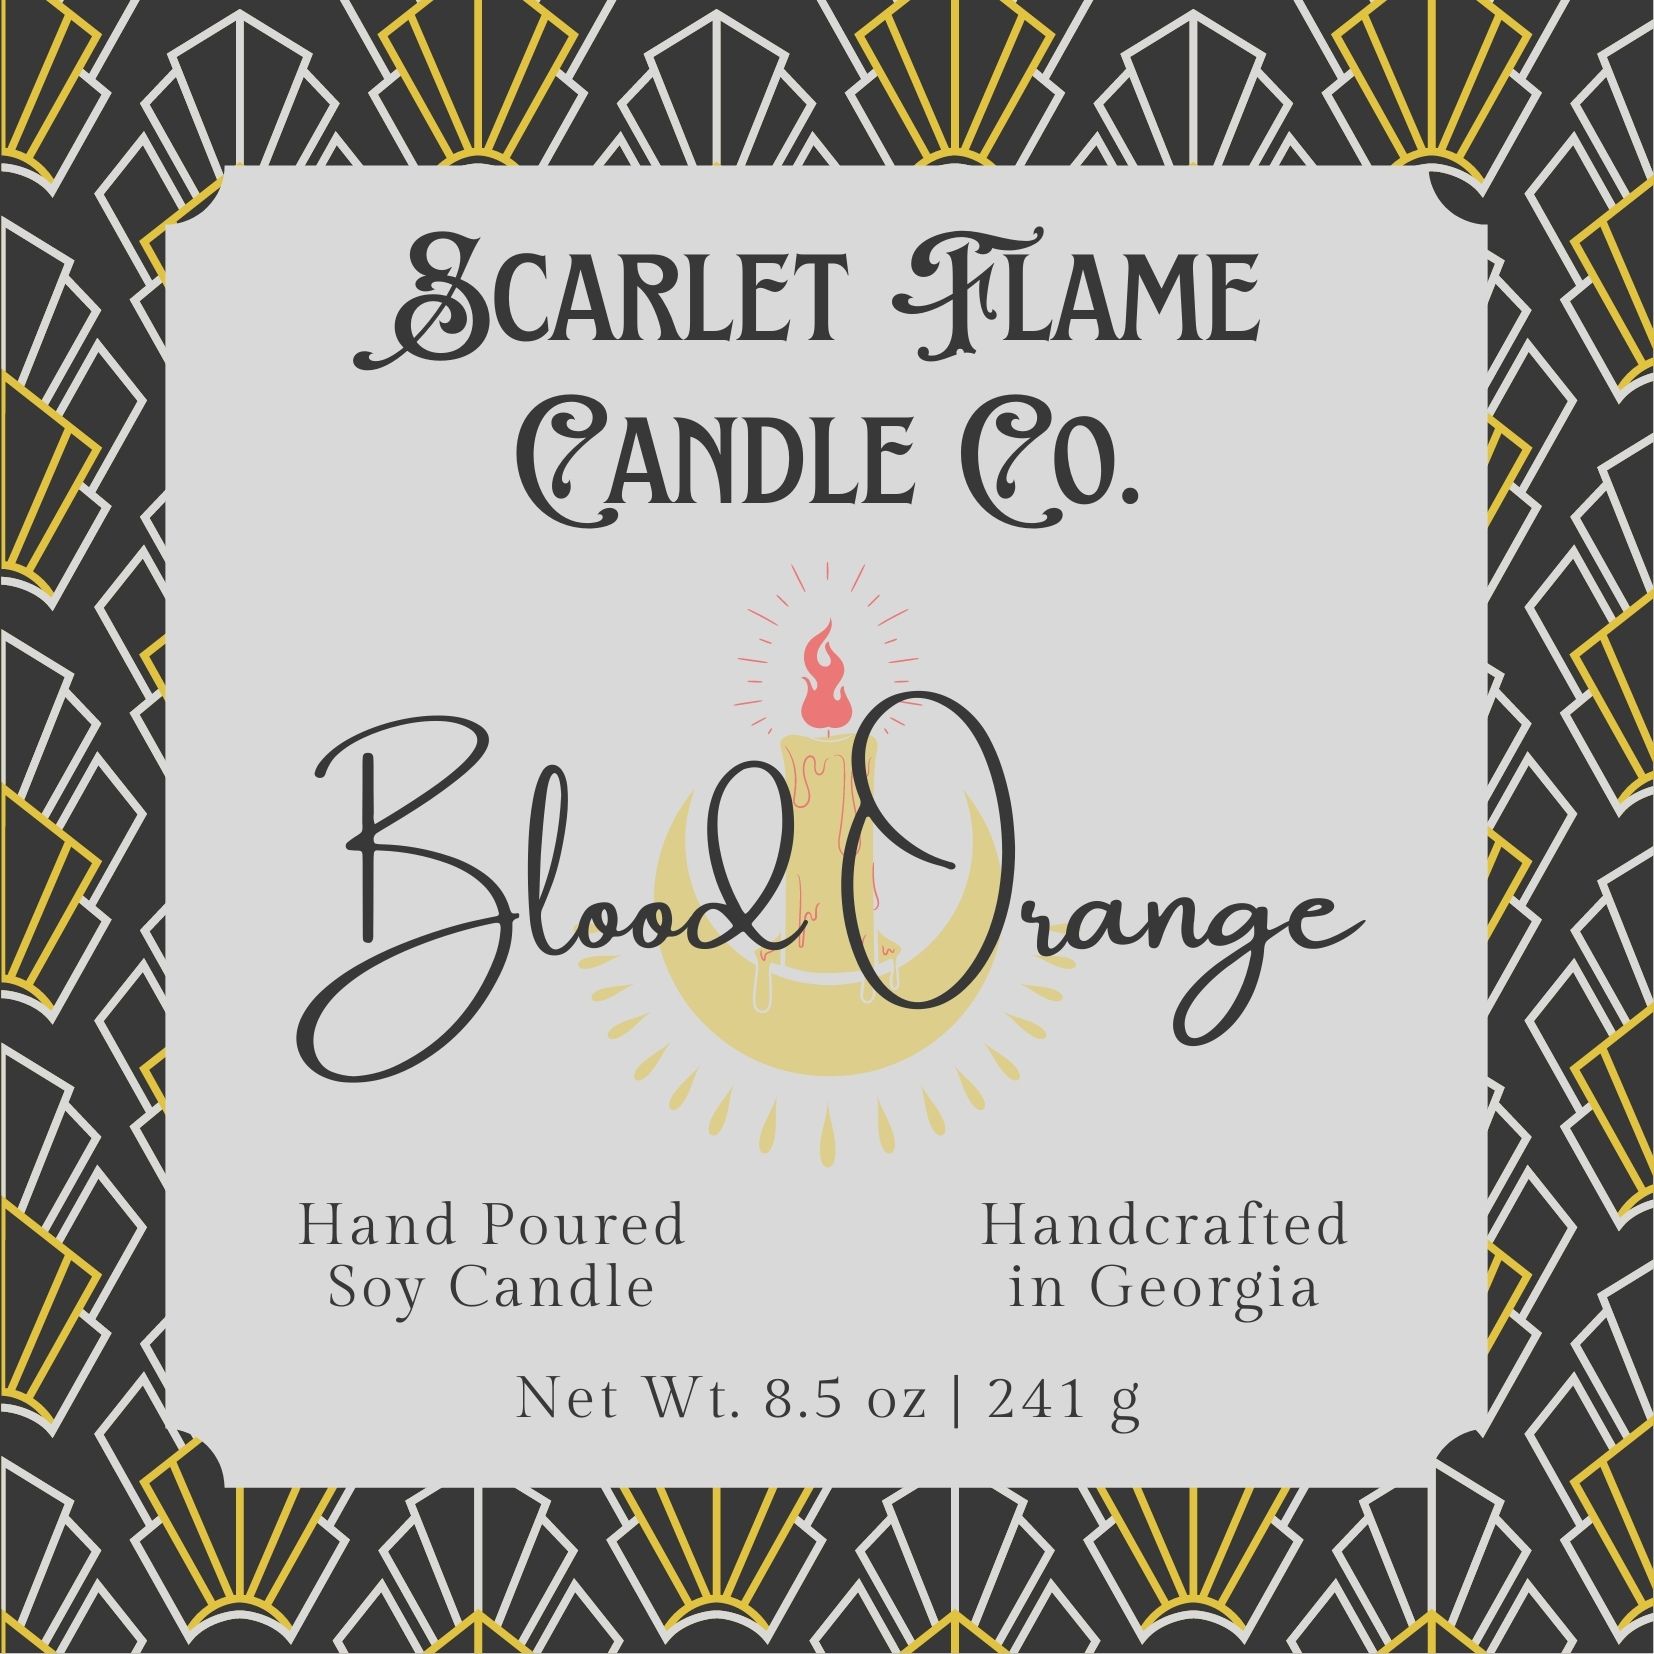 Scarlet Flame
Candle Co.
Blood Orange
Hand Poured
Soy Candle
Handcrafted
in Georgia
Net Wt. 8.5 oz | 241 g